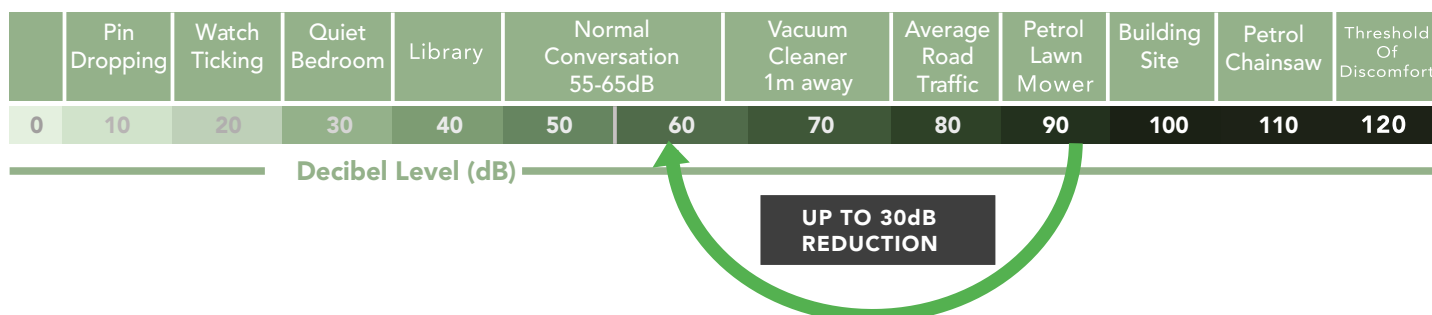 Pin
Dropping
Watch
Ticking
Quiet
Bedroom
Library
Normal
Conversation
55-65dB
Vacuum
Cleaner
1m away
Average
Road
Traffic
Petrol
Lawn
Mower
Building
Site
Petrol
Chainsaw
Threshold
Of
Discomfort
0 10 20 30 40 50 60 70 80 90 100 110 120
Decibel Level (dB)
UP TO 30dB
REDUCTION